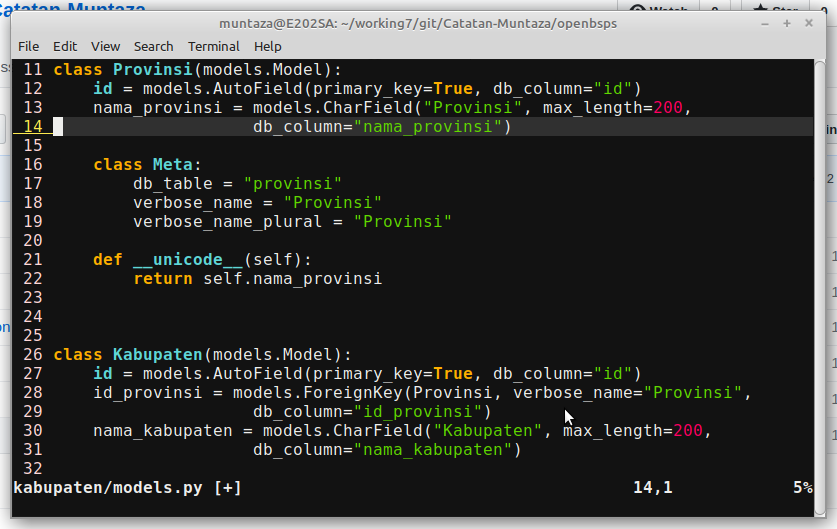 Catatan-Muntaza
muntaza@E202SA: ~/working7/git/Catatan-Muntaza/openbsps
File Edit View Search Terminal Help
11 class Provinsi(models.Model):
12     id = models.AutoField(primary_key=True, db_column="id")
13     nama_provinsi = models.CharField("Provinsi", max_length=200,
14                     db_column="nama_provinsi")
15
16     class Meta:
17         db_table = "provinsi"
18         verbose_name = "Provinsi"
19         verbose_name_plural = "Provinsi"
20
21     def __unicode__(self):
22         return self.nama_provinsi
23
24
25
26 class Kabupaten(models.Model):
27     id = models.AutoField(primary_key=True, db_column="id")
28     id_provinsi = models.ForeignKey(Provinsi, verbose_name="Provinsi",
29                     db_column="id_provinsi")
30     nama_kabupaten = models.CharField("Kabupaten", max_length=200,
31                     db_column="nama_kabupaten")
32
kabupaten/models.py [+] 14,1 5%